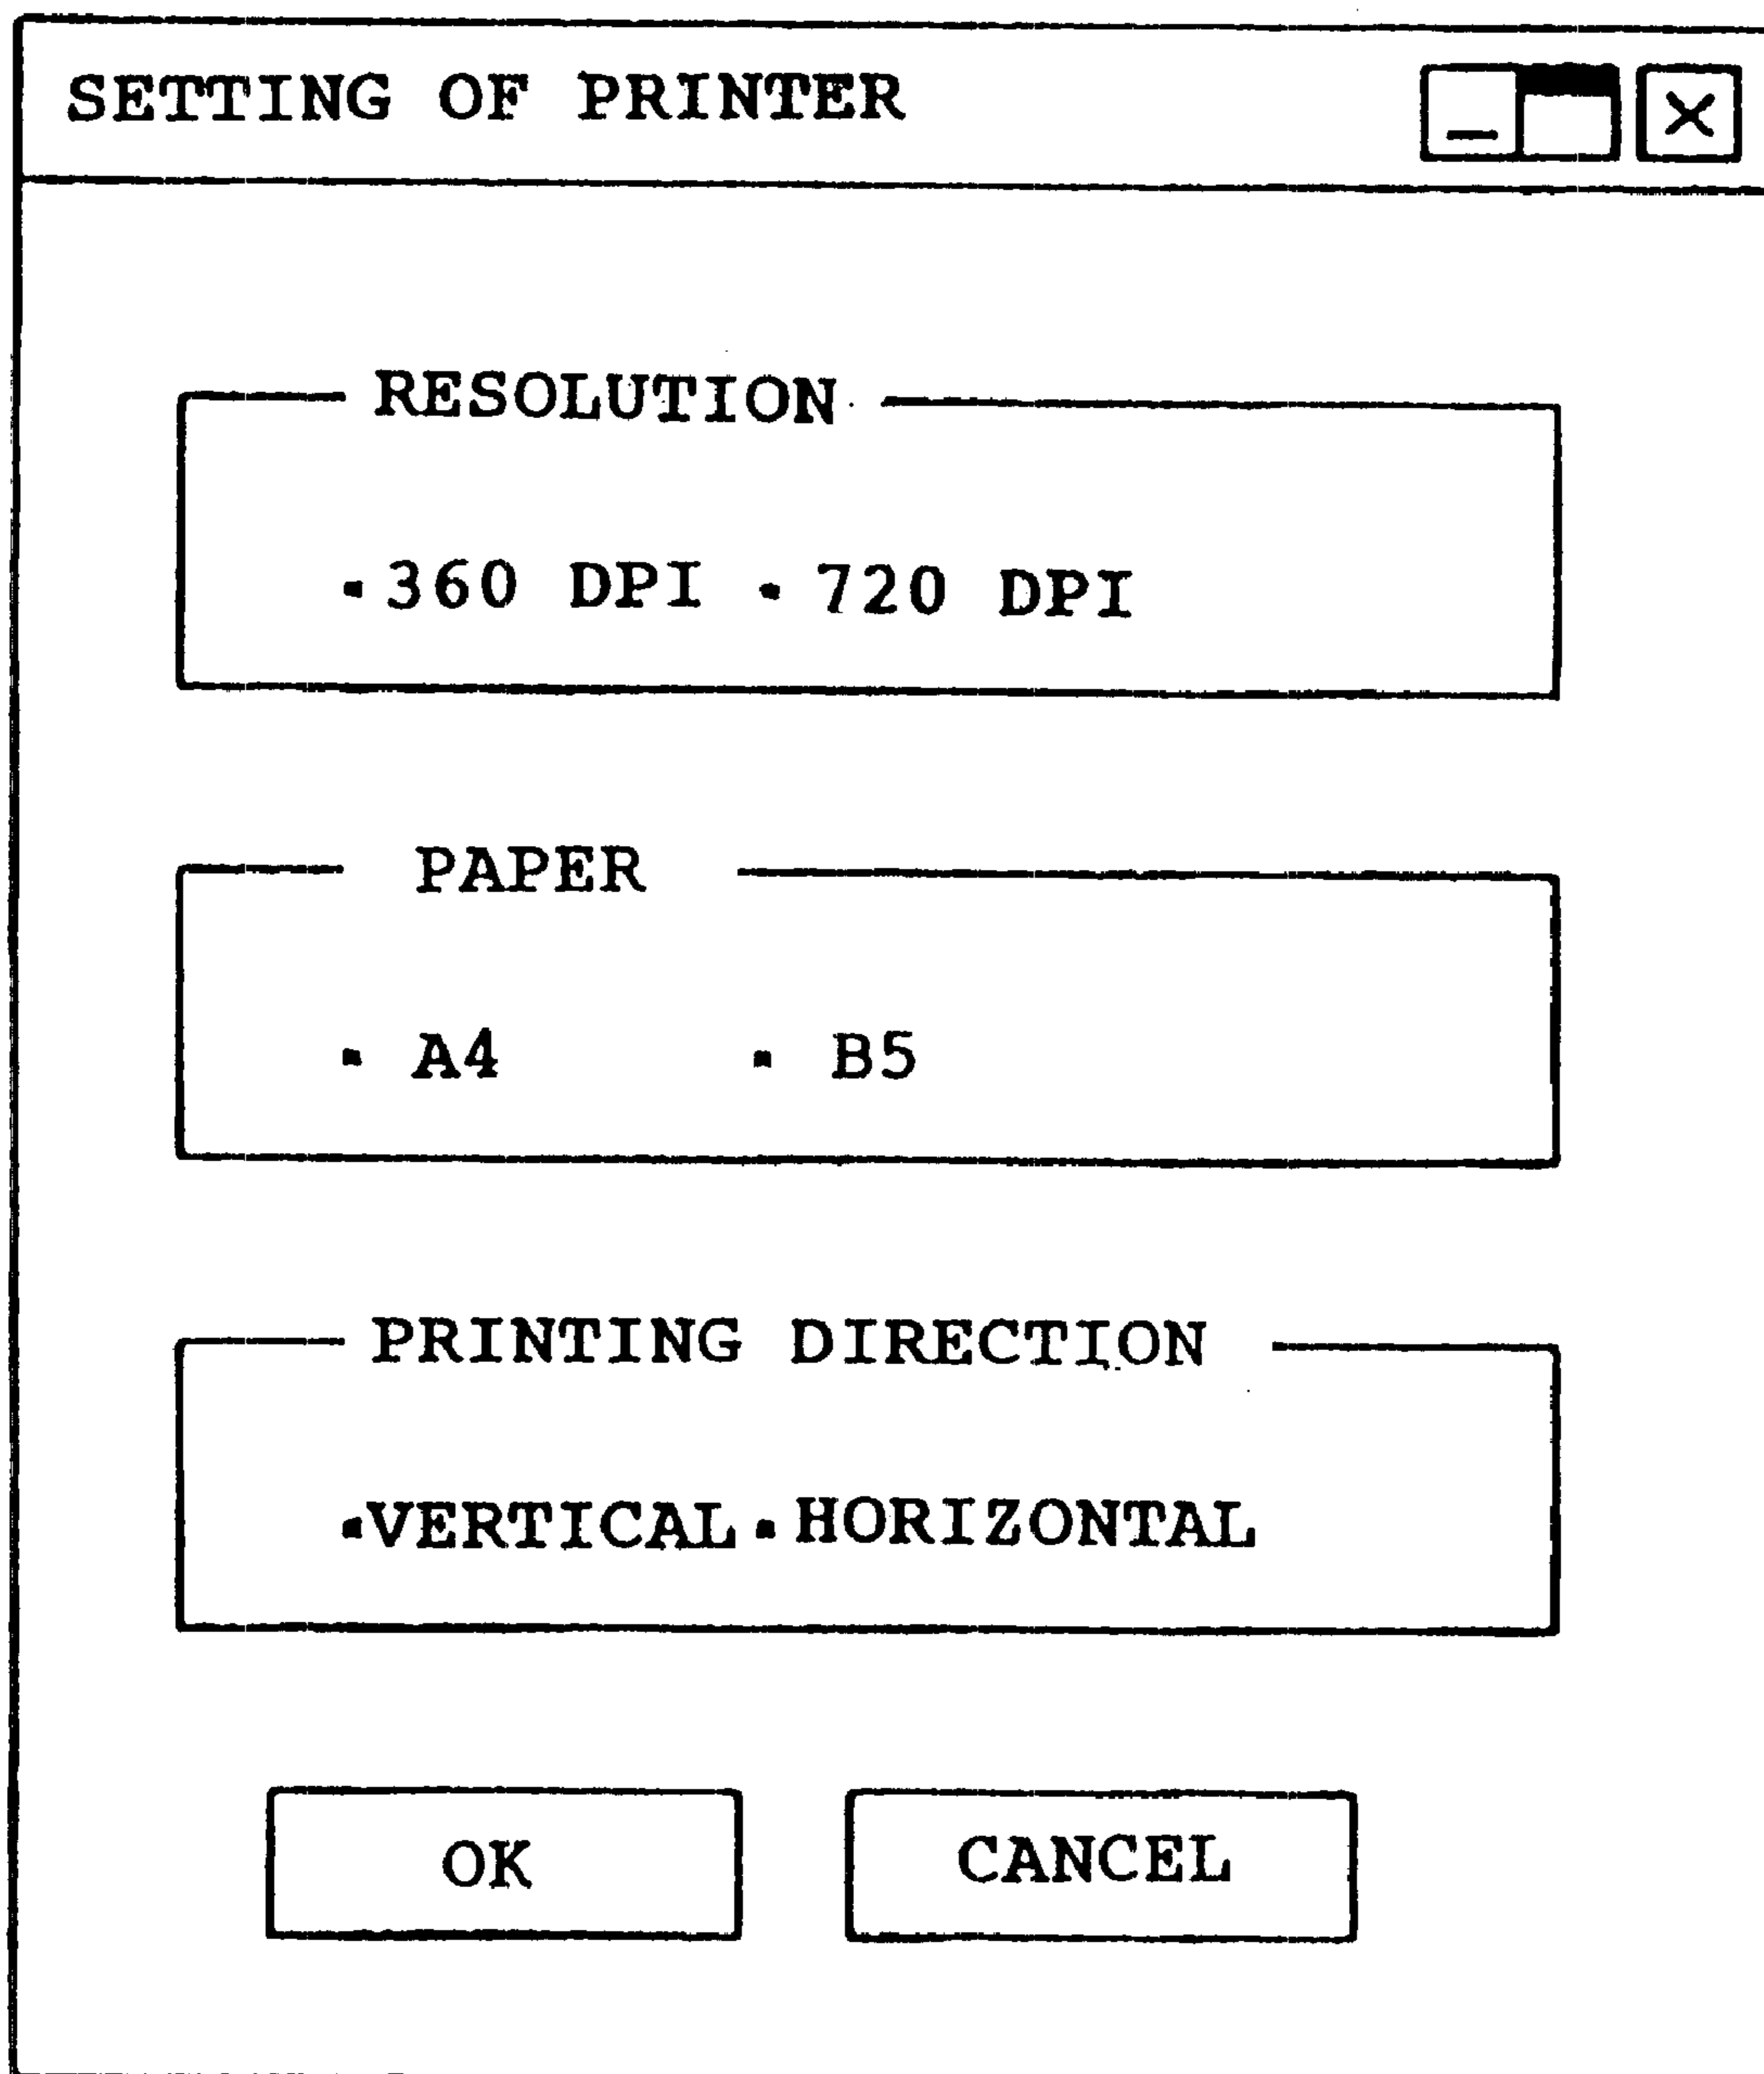 SETTING OF PRINTER
RESOLUTION
▪360 DPI ▪720 DPI
PAPER
▪ A4 ▪ B5
PRINTING DIRECTION
▪VERTICAL▪HORIZONTAL
OK CANCEL